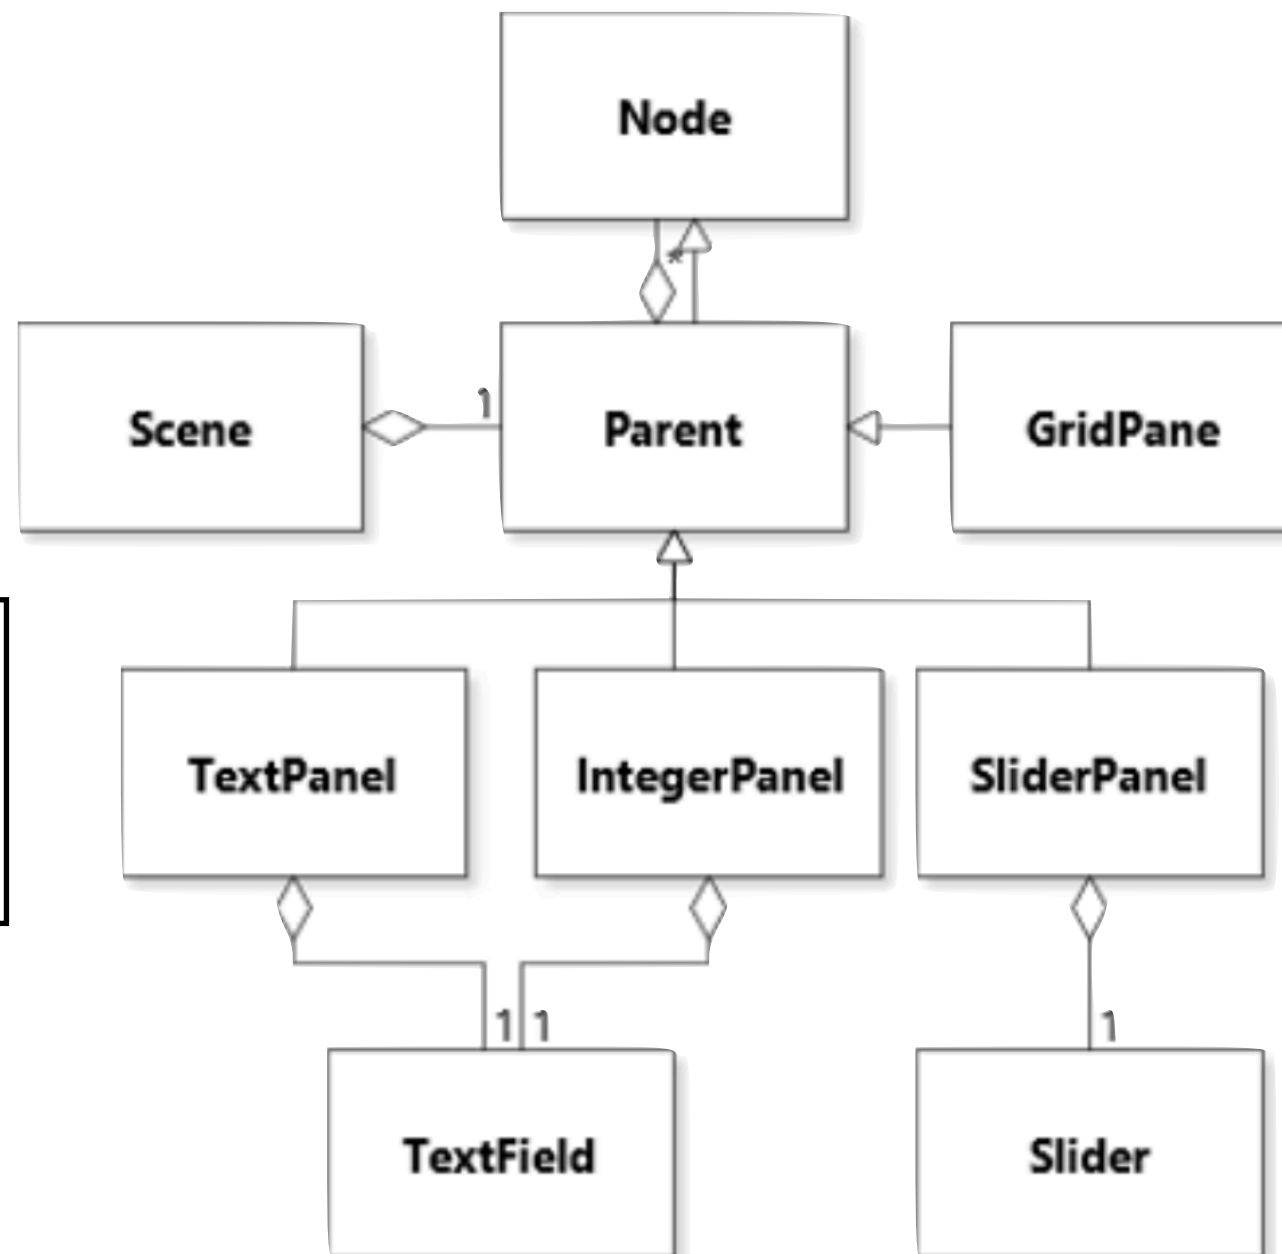 Node
*
1
Scene
Parent
GridPane
TextPanel
IntegerPanel
SliderPanel
1 1
1
TextField
Slider